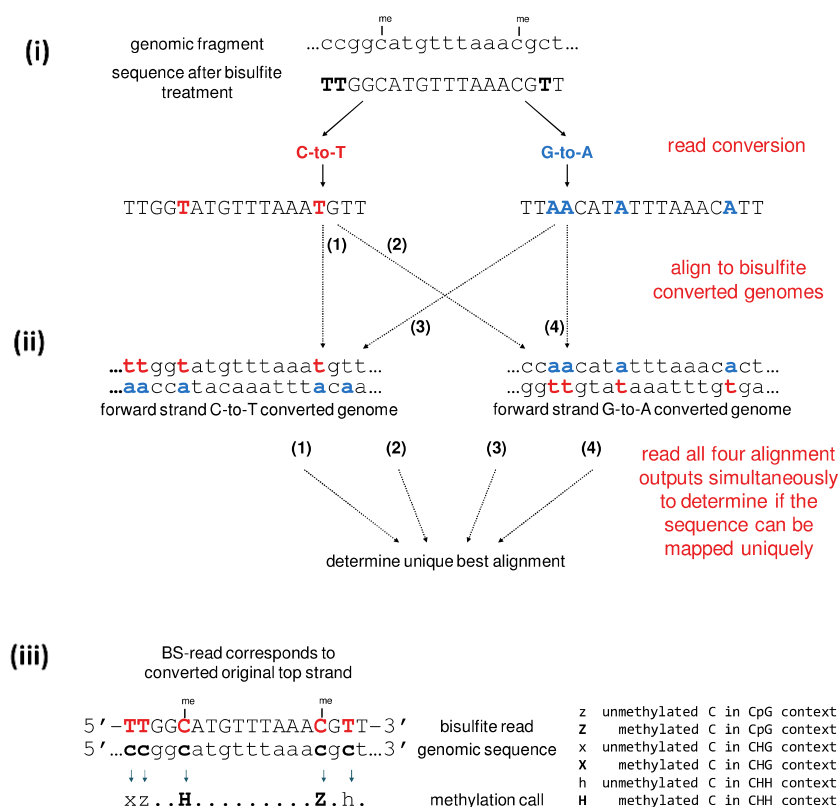 (i)
me me
genomic fragment ...ccggcatgtttaaacgct...
sequence after bisulfite
treatment
TTGGCATGTTTAAACGTT
C-to-T G-to-A read conversion
TTGGTATGTTTAAATGTT TTAACATATTTAAACATT
(1) (2)
align to bisulfite
converted genomes
(3) (4)
(ii)
...ttggtatgtttaaatgtt... ...ccaacatatttaaacact...
...aaccatacaaatttacaa... ...ggttgtataaatttgtga...
forward strand C-to-T converted genome forward strand G-to-A converted genome
(1) (2) (3) (4)
read all four alignment
outputs simultaneously
to determine if the
sequence can be
mapped uniquely
determine unique best alignment
(iii)
BS-read corresponds to
converted original top strand
me me
5'-TTGGCATGTTTAAACGTT-3' bisulfite read
5'...ccggcatgtttaaacgct...3' genomic sequence
xz..H.........Z.h. methylation call
z unmethylated C in CpG context
Z methylated C in CpG context
x unmethylated C in CHG context
X methylated C in CHG context
h unmethylated C in CHH context
H methylated C in CHH context